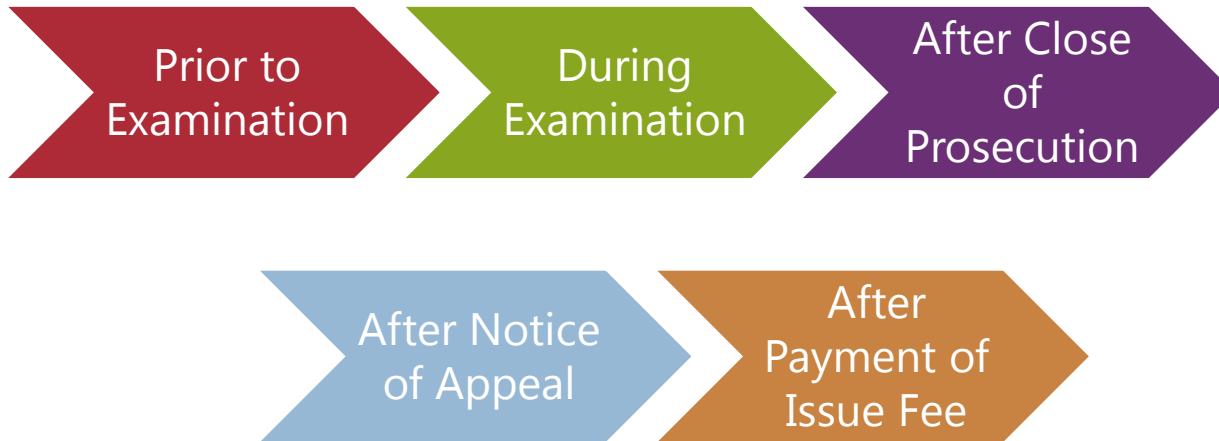 Prior to
Examination
During
Examination
After Close
of
Prosecution
After Notice
of Appeal
After
Payment of
Issue Fee